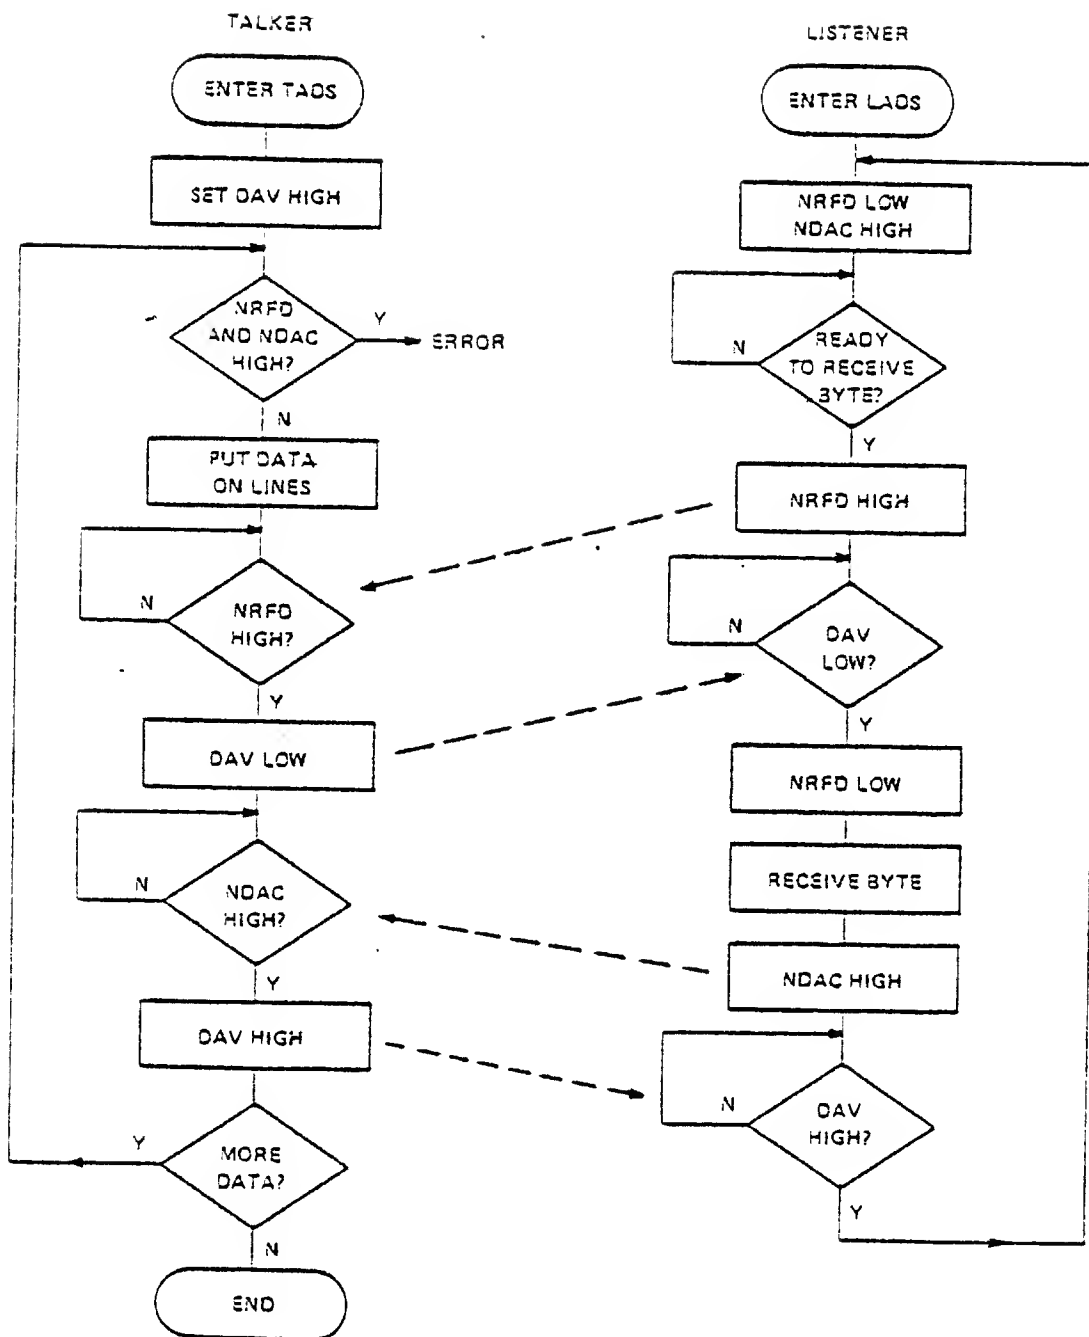 TALKER
ENTER TADS
SET DAV HIGH
NRFD
AND NDAC
HIGH?
Y
ERROR
N
PUT DATA
ON LINES
N
NRFD
HIGH?
Y
DAV LOW
N
NDAC
HIGH?
Y
DAV HIGH
Y
MORE
DATA?
N
END
LISTENER
ENTER LADS
NRFD LOW
NDAC HIGH
N
READY
TO RECEIVE
BYTE?
Y
NRFD HIGH
N
DAV
LOW?
Y
NRFD LOW
RECEIVE BYTE
NDAC HIGH
N
DAV
HIGH?
Y